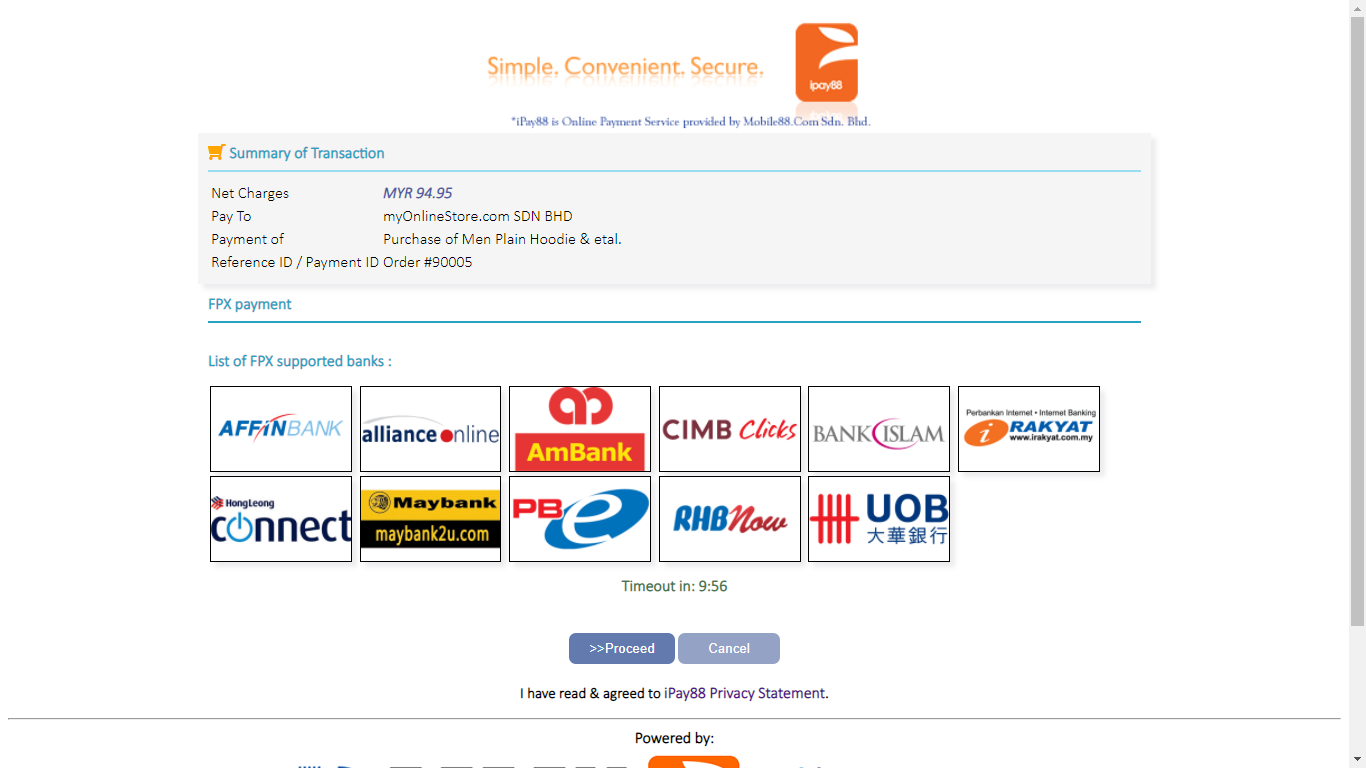 Simple. Convenient. Secure.
ipay88
*iPay88 is Online Payment Service provided by Mobile88.Com Sdn. Bhd.
Summary of Transaction
Net Charges MYR 94.95
Pay To myOnlineStore.com SDN BHD
Payment of Purchase of Men Plain Hoodie & etal.
Reference ID / Payment ID Order #90005
FPX payment
List of FPX supported banks :
AFFINBANK
alliance online
AmBank
CIMB Clicks
BANK ISLAM
Perbankan Internet • Internet Banking
iRAKYAT
www.irakyat.com.my
HongLeong
connect
Maybank
maybank2u.com
PBe
RHB Now
UOB
大華銀行
Timeout in: 9:56
>>Proceed Cancel
I have read & agreed to iPay88 Privacy Statement.
Powered by: